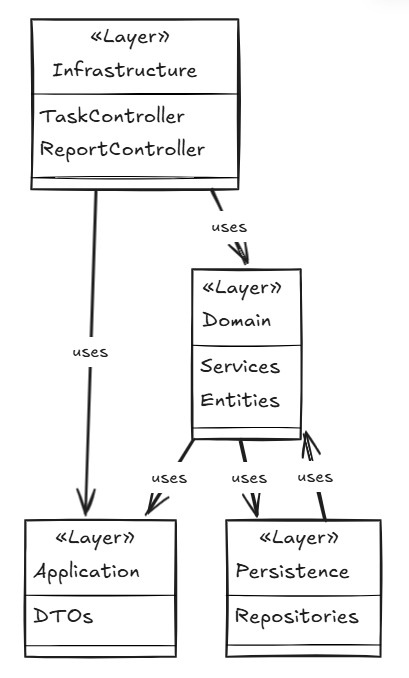 «Layer»
Infrastructure
TaskController
ReportController
uses
«Layer»
Domain
uses
Services
Entities
uses
uses
uses
«Layer»
Application
DTOs
«Layer»
Persistence
Repositories